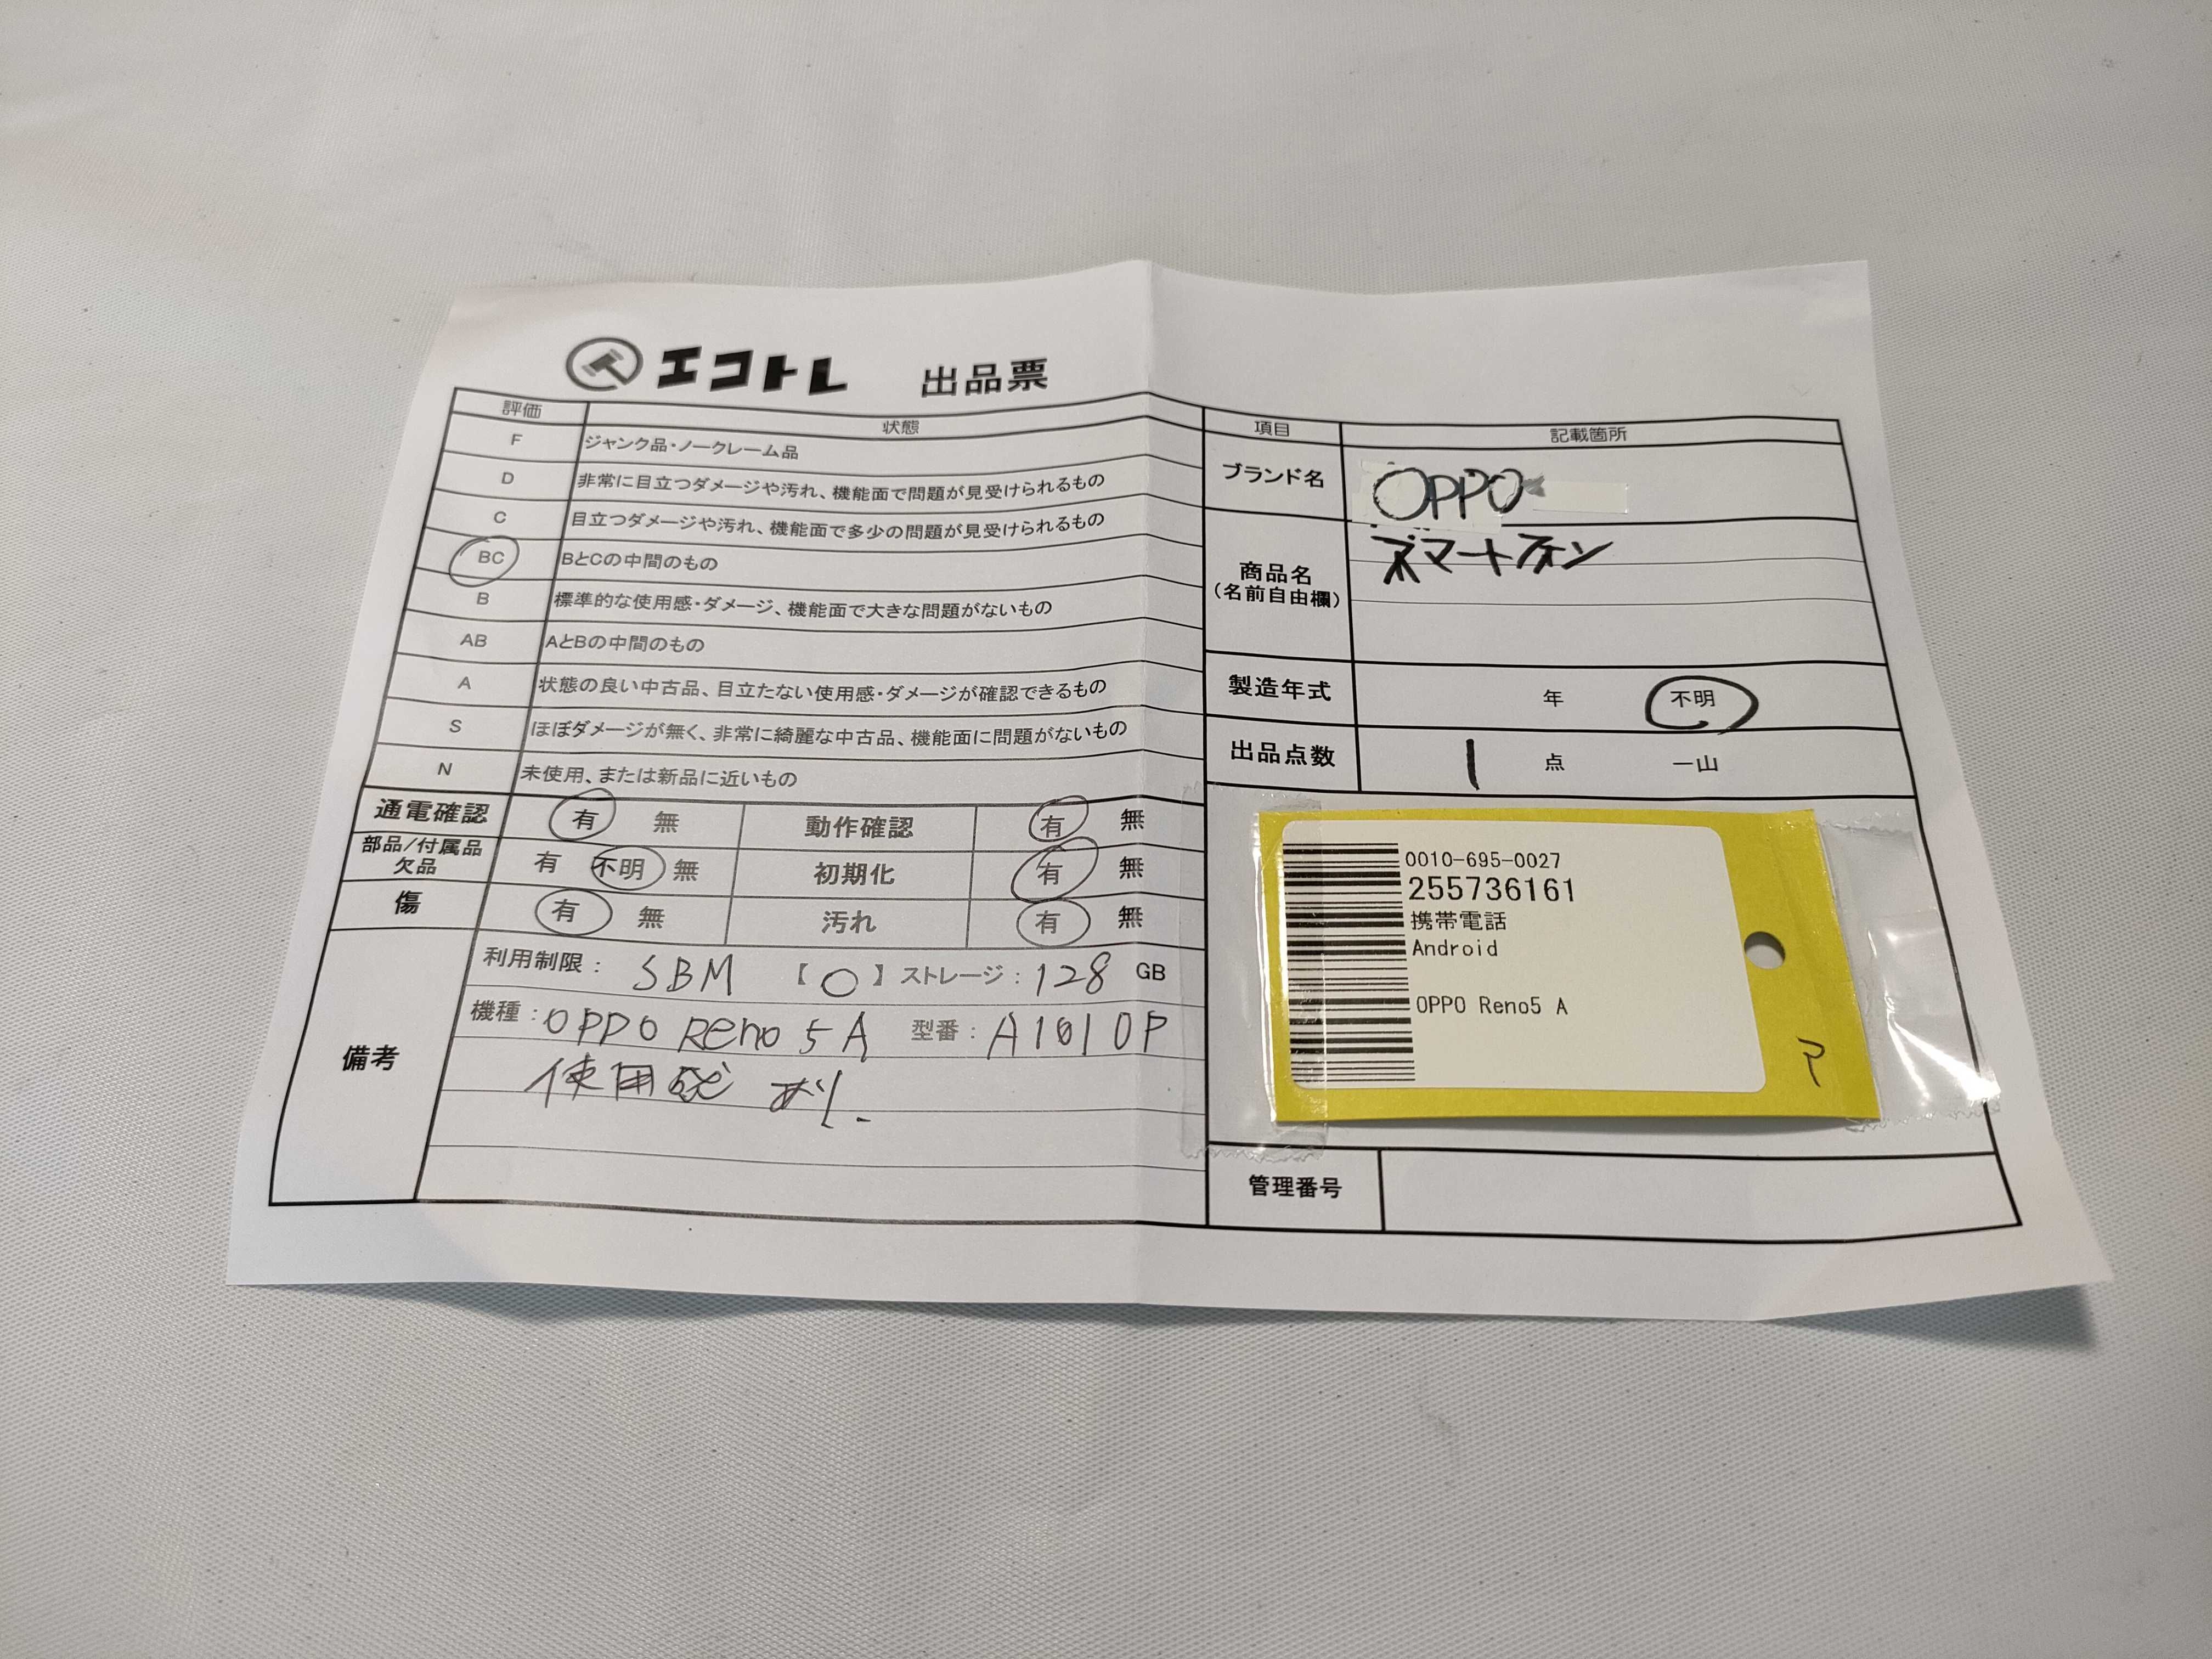 エコトレ 出品票
評価 状態
F ジャンク品・ノークレーム品
D 非常に目立つダメージや汚れ、機能面で問題が見受けられるもの
C 目立つダメージや汚れ、機能面で多少の問題が見受けられるもの
BC BとCの中間のもの
B 標準的な使用感・ダメージ、機能面で大きな問題がないもの
AB AとBの中間のもの
A 状態の良い中古品、目立たない使用感・ダメージが確認できるもの
S ほぼダメージが無く、非常に綺麗な中古品、機能面に問題がないもの
N 未使用、または新品に近いもの
通電確認 有 無 動作確認 有 無
部品/付属品
欠品 有 不明 無 初期化 有 無
傷 有 無 汚れ 有 無
備考
利用制限: SBM 【○】ストレージ: 128 GB
機種: OPPO Reno 5A 型番: A101OP
使用感 あり
項目 記載箇所
ブランド名 OPPO
商品名 スマートフォン
(名前自由欄)
製造年式 年 不明
出品点数 1 点 一山
0010-695-0027
255736161
携帯電話
Android
OPPO Reno5 A
ア
管理番号